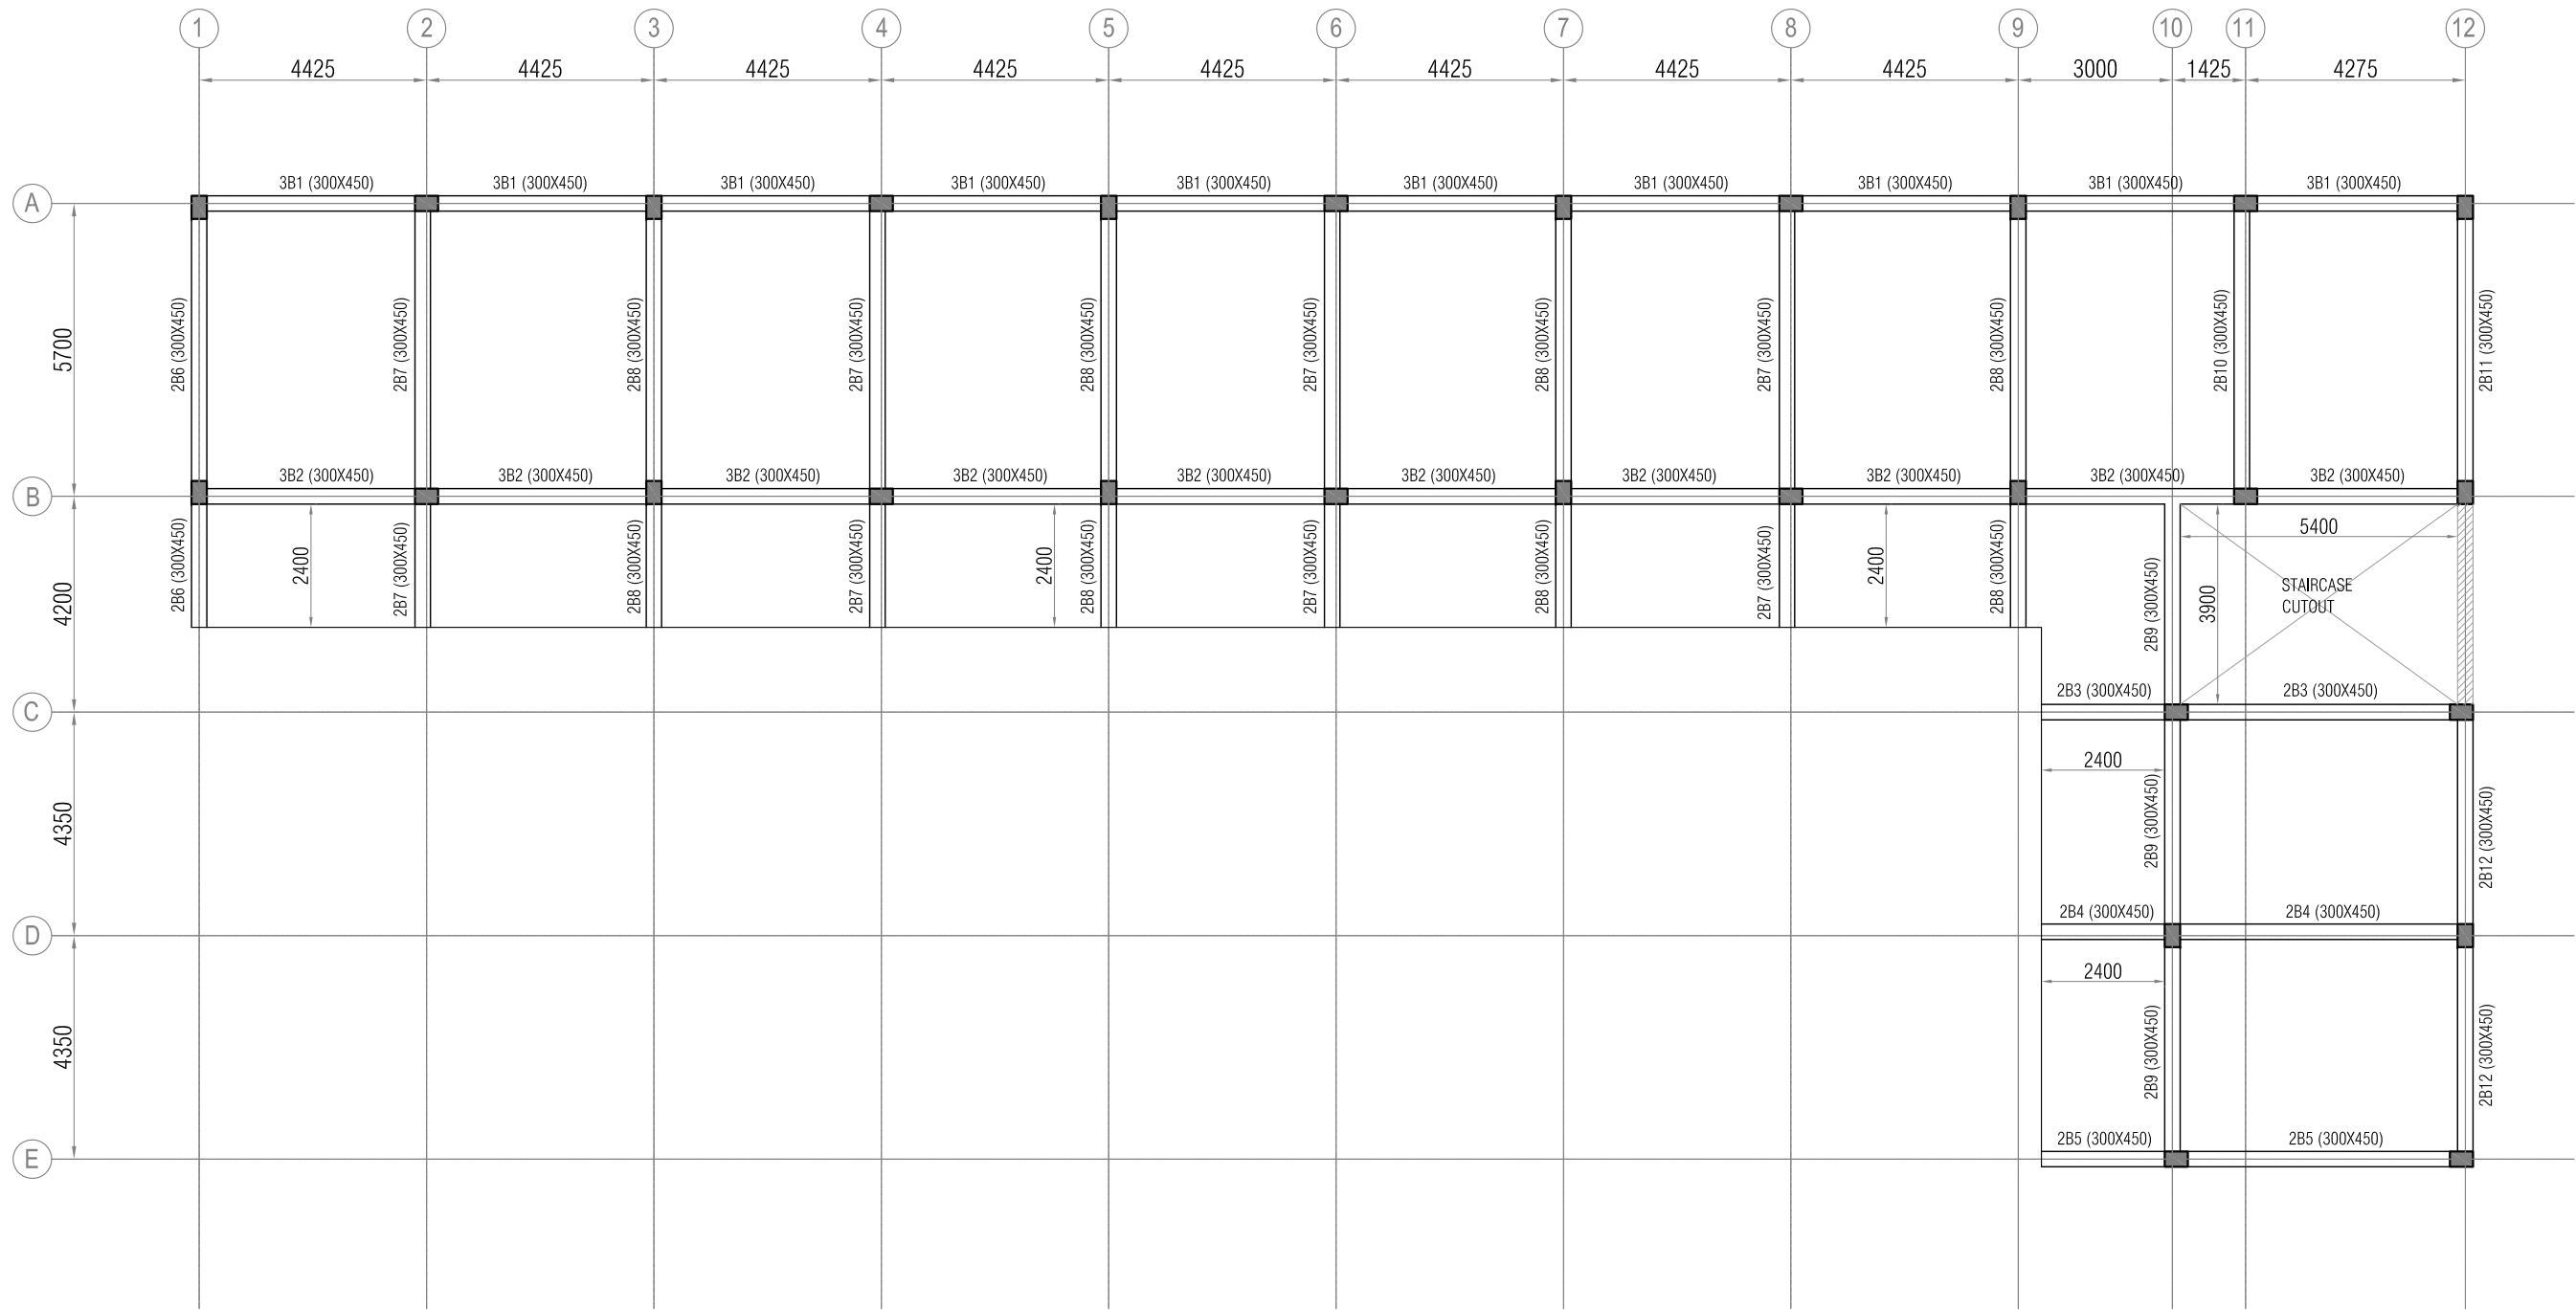 1 2 3 4 5 6 7 8 9 10 11 12
4425 4425 4425 4425 4425 4425 4425 4425 3000 1425 4275
3B1 (300X450) 3B1 (300X450) 3B1 (300X450) 3B1 (300X450) 3B1 (300X450) 3B1 (300X450) 3B1 (300X450) 3B1 (300X450) 3B1 (300X450) 3B1 (300X450)
A
5700
2B6 (300X450) 2B7 (300X450) 2B8 (300X450) 2B7 (300X450) 2B8 (300X450) 2B7 (300X450) 2B8 (300X450) 2B7 (300X450) 2B8 (300X450) 2B10 (300X450) 2B11 (300X450)
3B2 (300X450) 3B2 (300X450) 3B2 (300X450) 3B2 (300X450) 3B2 (300X450) 3B2 (300X450) 3B2 (300X450) 3B2 (300X450) 3B2 (300X450) 3B2 (300X450)
B
5400
4200
2B6 (300X450) 2400 2B7 (300X450) 2B8 (300X450) 2B7 (300X450) 2400 2B8 (300X450) 2B7 (300X450) 2B8 (300X450) 2B7 (300X450) 2400 2B8 (300X450) 2B9 (300X450) 3900
STAIRCASE
CUTOUT
2B3 (300X450) 2B3 (300X450)
C
2400
4350
2B9 (300X450) 2B12 (300X450)
2B4 (300X450) 2B4 (300X450)
D
2400
4350
2B9 (300X450) 2B12 (300X450)
2B5 (300X450) 2B5 (300X450)
E